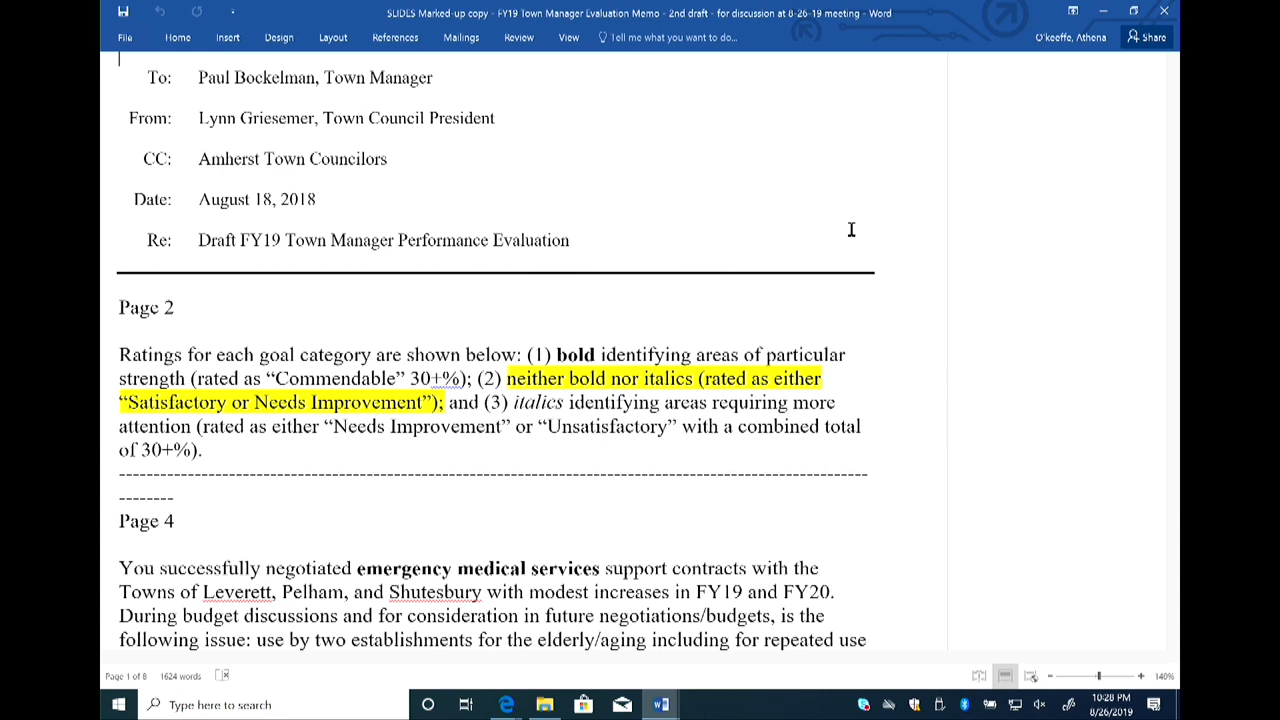 SLIDES Marked-up copy - FY19 Town Manager Evaluation Memo - 2nd draft - for discussion at 8-26-19 meeting - Word
File Home Insert Design Layout References Mailings Review View Tell me what you want to do... O'keeffe, Athena Share
To: Paul Bockelman, Town Manager
From: Lynn Griesemer, Town Council President
CC: Amherst Town Councilors
Date: August 18, 2018
Re: Draft FY19 Town Manager Performance Evaluation
Page 2
Ratings for each goal category are shown below: (1) bold identifying areas of particular
strength (rated as “Commendable” 30+%); (2) neither bold nor italics (rated as either
“Satisfactory or Needs Improvement”); and (3) italics identifying areas requiring more
attention (rated as either “Needs Improvement” or “Unsatisfactory” with a combined total
of 30+%).
--------------------------------------------------------------------------------------------------------------
--------
Page 4
You successfully negotiated emergency medical services support contracts with the
Towns of Leverett, Pelham, and Shutesbury with modest increases in FY19 and FY20.
During budget discussions and for consideration in future negotiations/budgets, is the
following issue: use by two establishments for the elderly/aging including for repeated use
Page 1 of 8 1624 words 140%
Type here to search 10:28 PM
8/26/2019